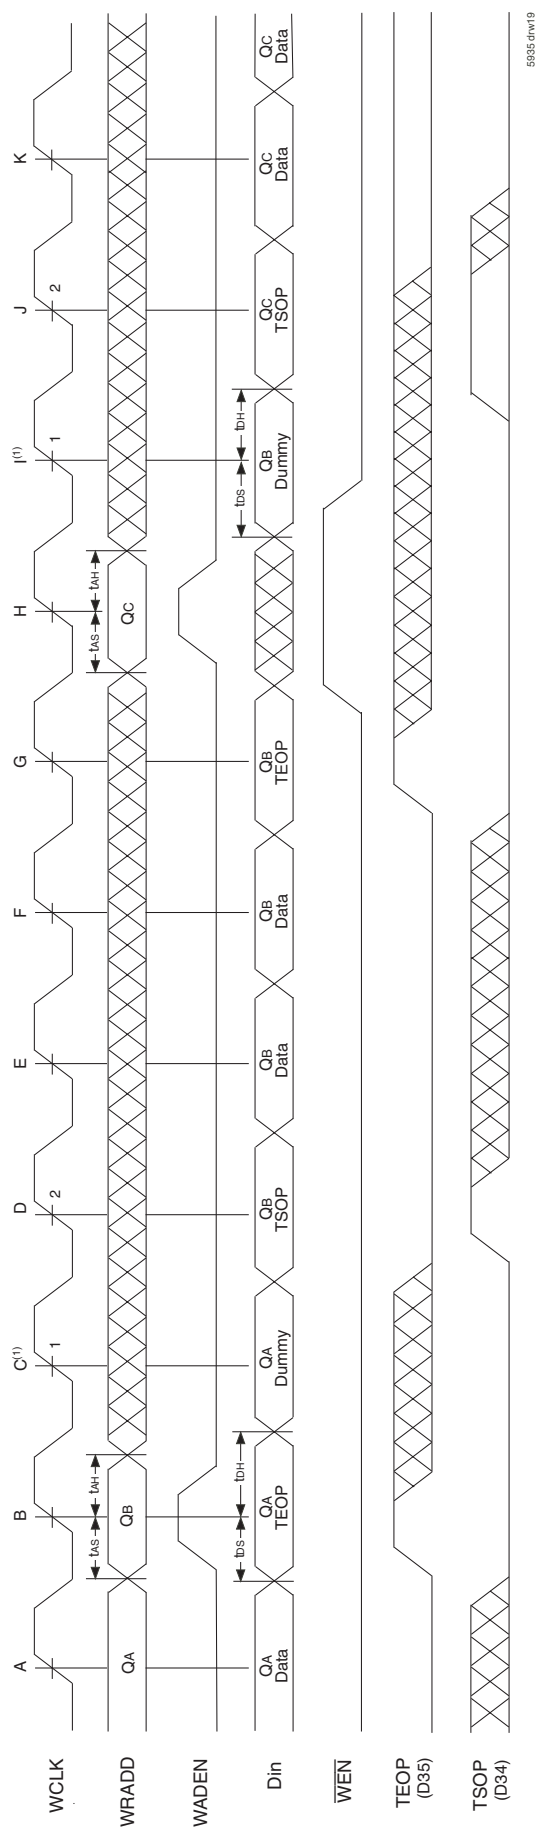 A B C(1) D E F G H I(1) J K
WCLK 1 2 1 2
tAS tAH tAS tAH
WRADD QA QB QC
WADEN
tDS tDH tDS tDH
Din QA Data QA TEOP QA Dummy QB TSOP QB Data QB Data QB TEOP QB Dummy QC TSOP QC Data QC Data
WEN
TEOP
(D35)
TSOP
(D34)
5935 drw19